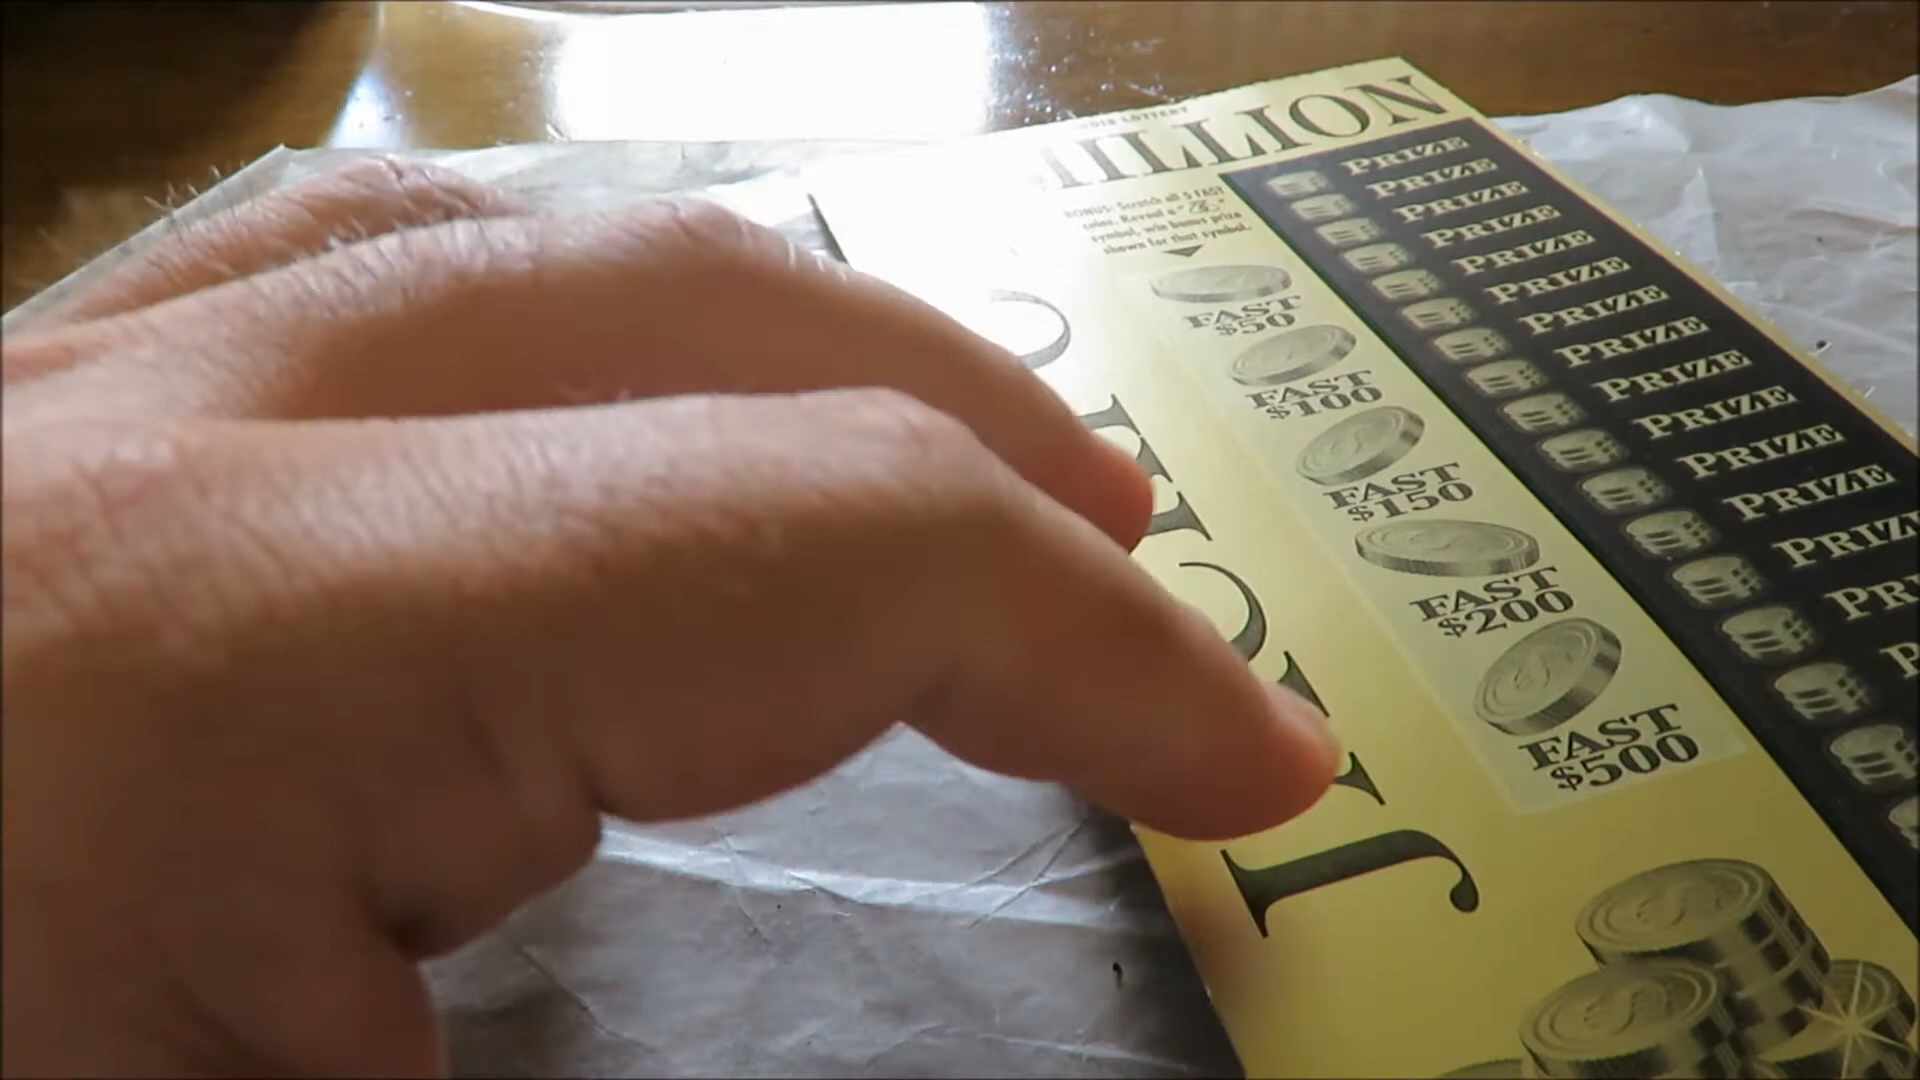 LOTTERY
MILLION
BONUS: Scratch all 5 FAST
coins. Reveal a " "
symbol, win bonus prize
shown for that symbol.
FAST
$50
FAST
$100
FAST
$150
FAST
$200
FAST
$500
PRIZE
PRIZE
PRIZE
PRIZE
PRIZE
PRIZE
PRIZE
PRIZE
PRIZE
PRIZE
PRIZE
PRIZE
PRIZE
PR
P